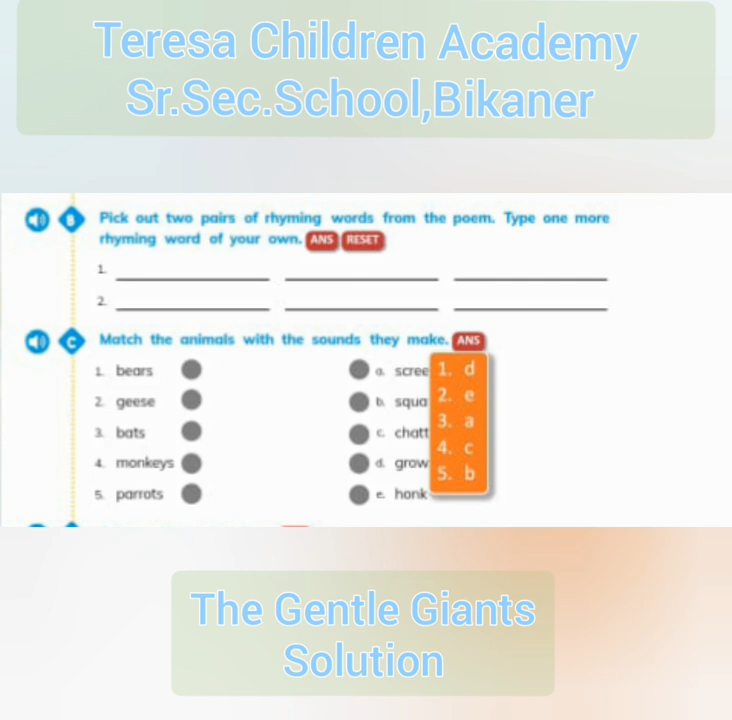 Teresa Children Academy
Sr.Sec.School,Bikaner
B Pick out two pairs of rhyming words from the poem. Type one more
rhyming word of your own. ANS RESET
1.
2.
C Match the animals with the sounds they make. ANS
1. bears a. scree 1. d
2. geese b. squa 2. e
3. bats c. chatt 3. a
4. monkeys d. grow 4. c
5. parrots e. honk 5. b
The Gentle Giants
Solution